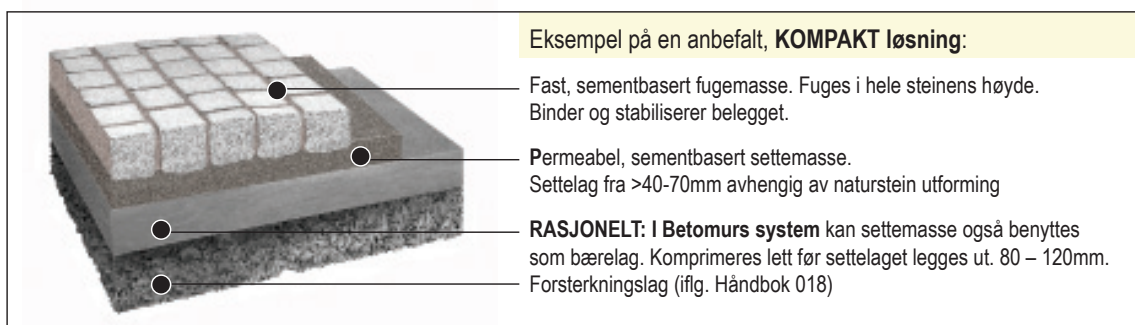 Eksempel på en anbefalt, KOMPAKT løsning:
Fast, sementbasert fugemasse. Fuges i hele steinens høyde.
Binder og stabiliserer belegget.
Permeabel, sementbasert settemasse.
Settelag fra >40-70mm avhengig av naturstein utforming
RASJONELT: I Betomurs system kan settemasse også benyttes
som bærelag. Komprimeres lett før settelaget legges ut. 80 – 120mm.
Forsterkningslag (iflg. Håndbok 018)